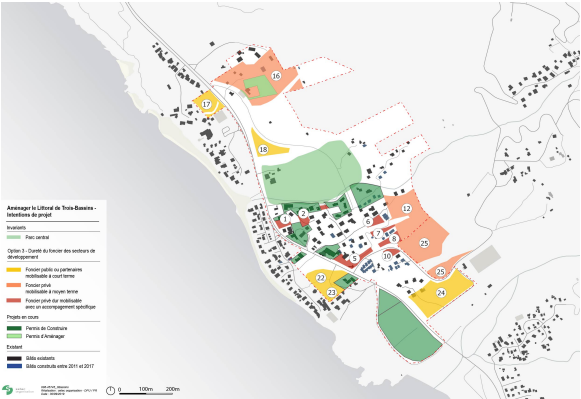 16
17
18
1
2
12
6
7
8
25
5
10
25
22
23
24
Aménager le Littoral de Trois-Bassins -
Intentions de projet
Invariants
Parc central
Option 3 - Dureté du foncier des secteurs de
développement
Foncier public ou partenaires
mobilisable à court terme
Foncier privé
mobilisable à moyen terme
Foncier privé dur mobilisable
avec un accompagnement spécifique
Projets en cours
Permis de Construire
Permis d'Aménager
Existant
Bâtis existants
Bâtis construits entre 2011 et 2017
0 100m 200m